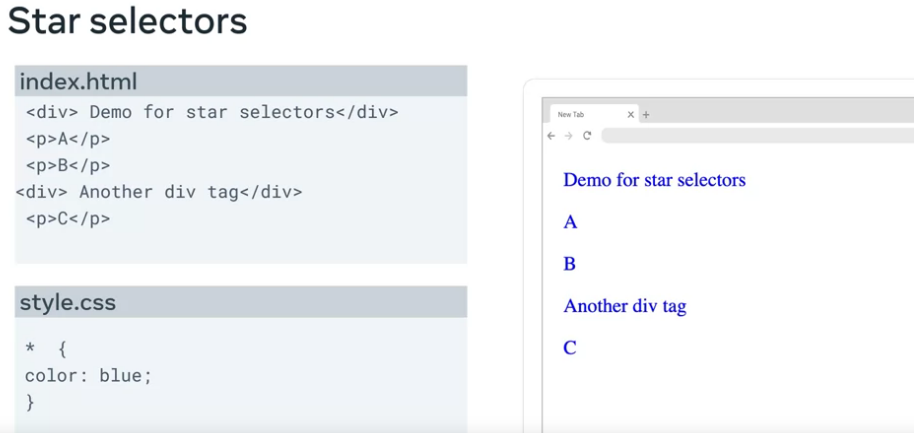 Star selectors
index.html
<div> Demo for star selectors</div>
<p>A</p>
<p>B</p>
<div> Another div tag</div>
<p>C</p>
style.css
*  {
color: blue;
}
New Tab
Demo for star selectors
A
B
Another div tag
C